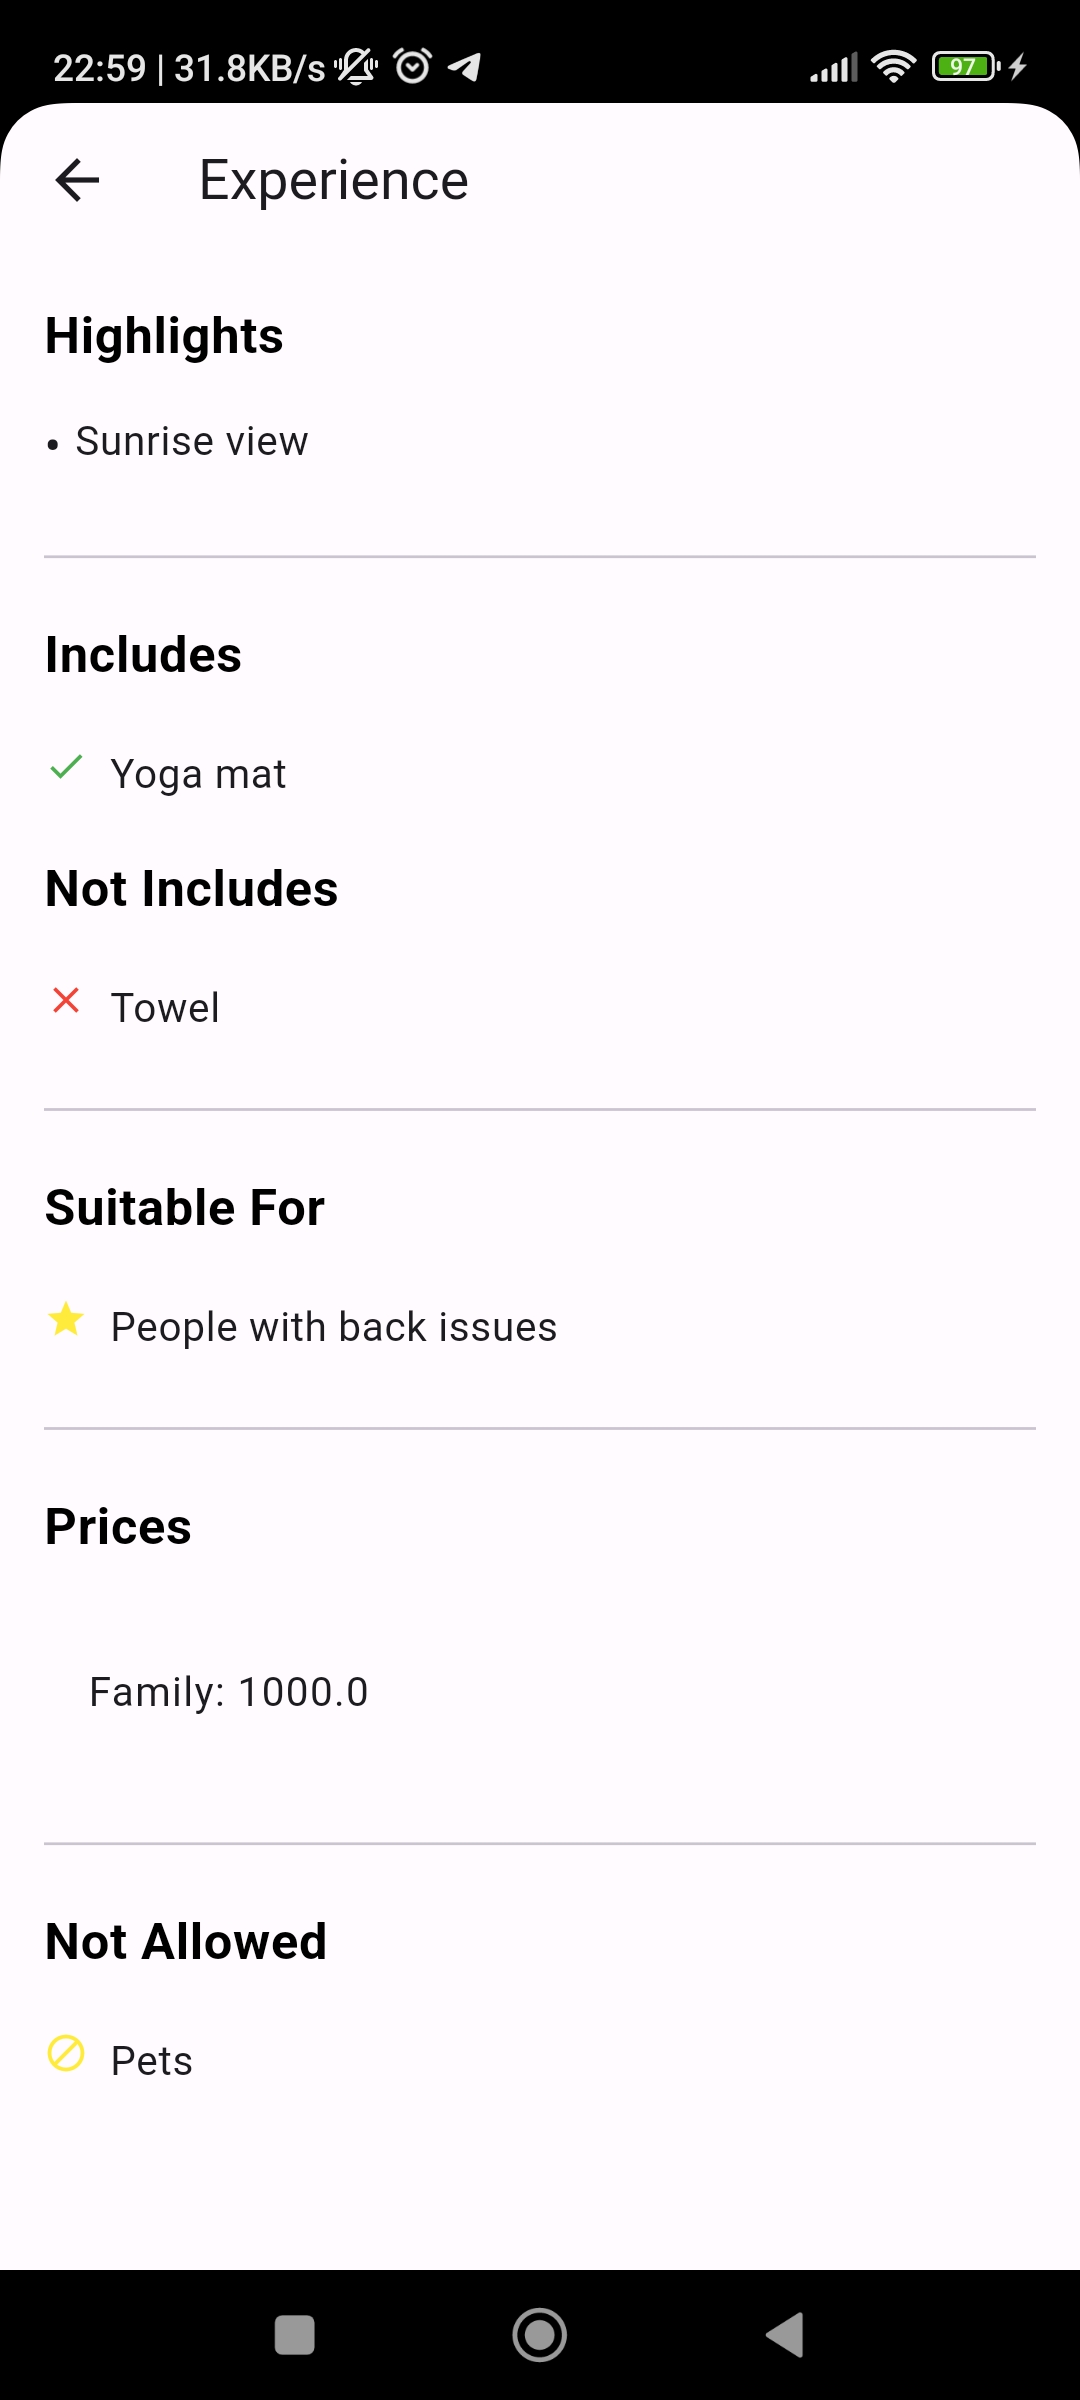 22:59 | 31.8KB/s 97
Experience
Highlights
• Sunrise view
Includes
Yoga mat
Not Includes
Towel
Suitable For
People with back issues
Prices
Family: 1000.0
Not Allowed
Pets